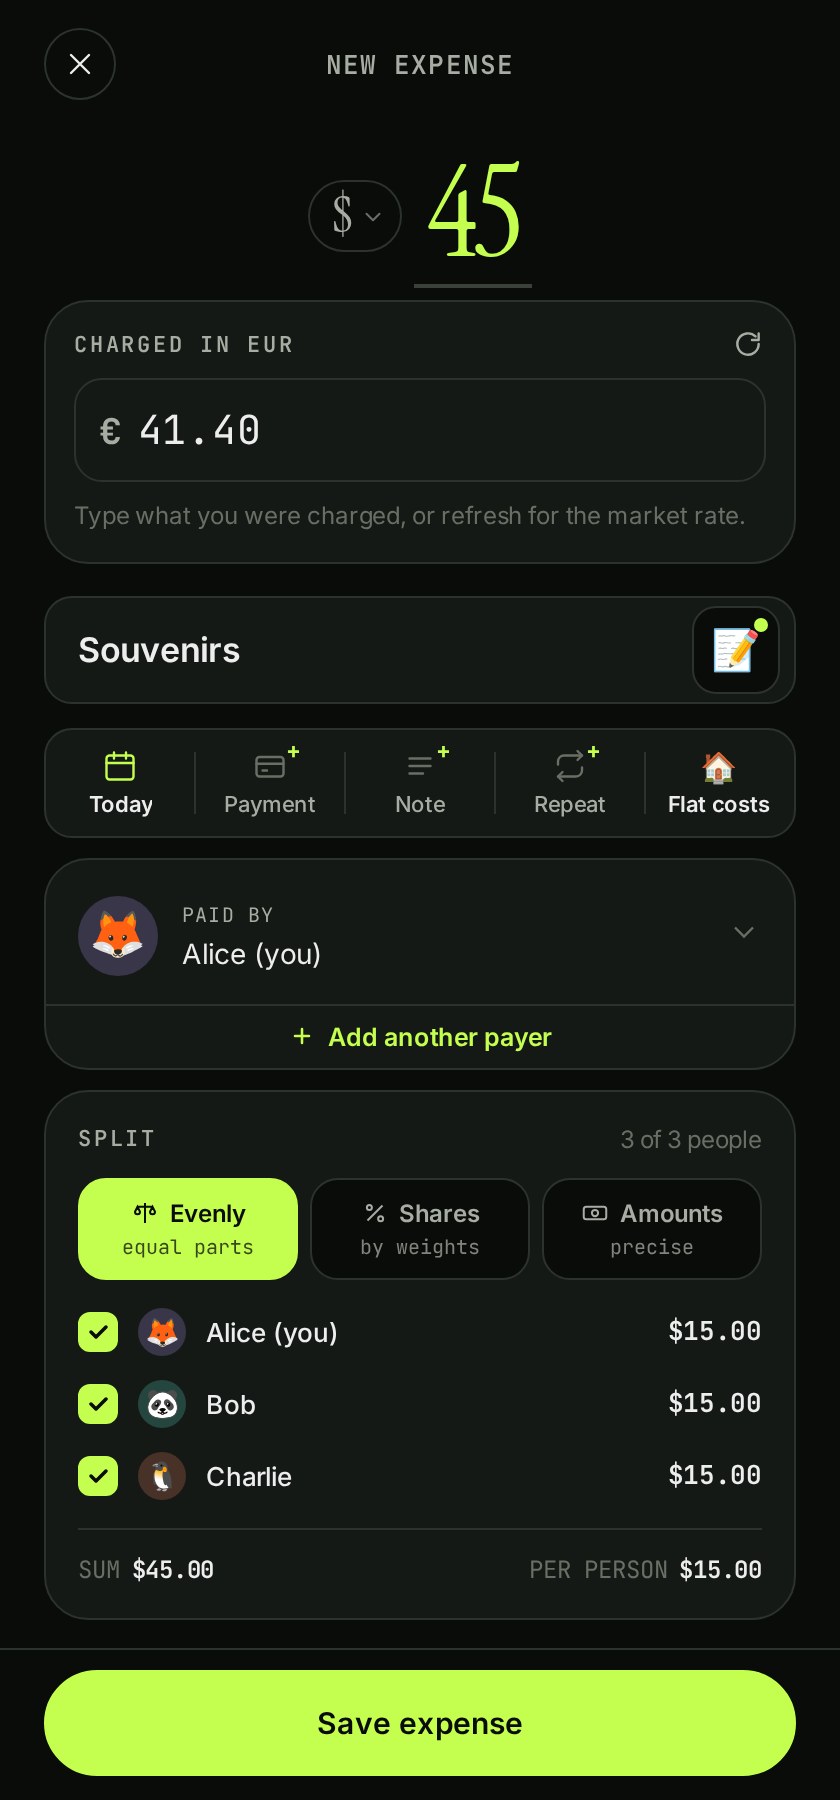 NEW EXPENSE
$ 45
CHARGED IN EUR
€ 41.40
Type what you were charged, or refresh for the market rate.
Souvenirs
Today
Payment
Note
Repeat
Flat costs
PAID BY
Alice (you)
+ Add another payer
SPLIT
3 of 3 people
Evenly
equal parts
Shares
by weights
Amounts
precise
Alice (you) $15.00
Bob $15.00
Charlie $15.00
SUM $45.00
PER PERSON $15.00
Save expense